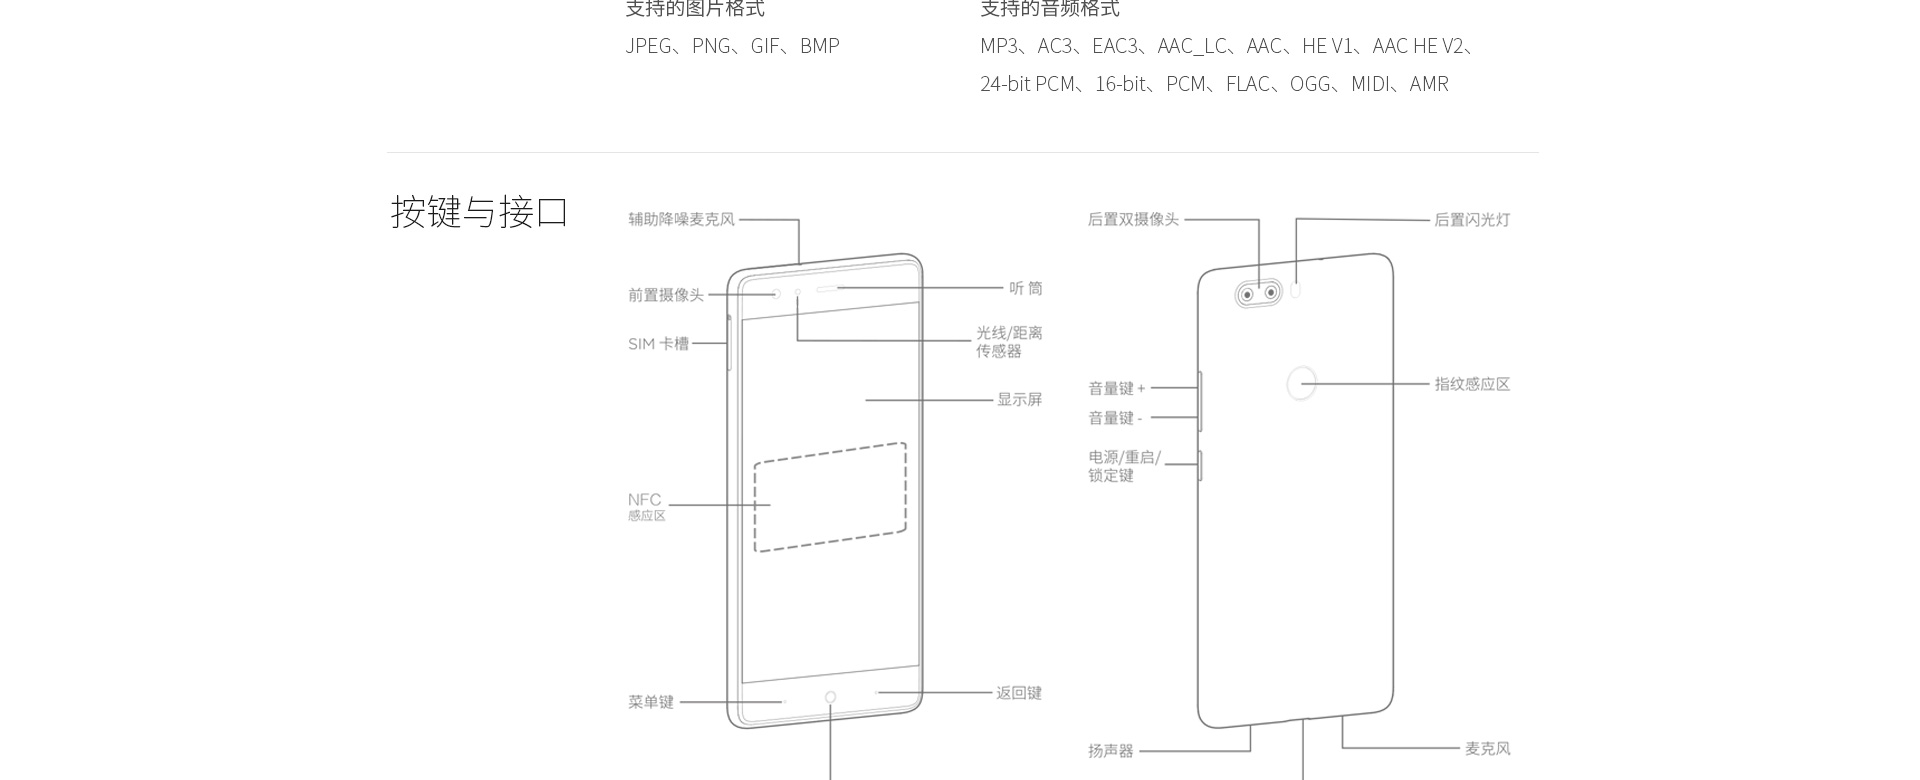 支持的图片格式
JPEG、PNG、GIF、BMP
支持的音频格式
MP3、AC3、EAC3、AAC_LC、AAC、HE V1、AAC HE V2、
24-bit PCM、16-bit、PCM、FLAC、OGG、MIDI、AMR
按键与接口
辅助降噪麦克风
前置摄像头
SIM 卡槽
NFC
感应区
菜单键
听 筒
光线/距离
传感器
显示屏
返回键
后置双摄像头
音量键 +
音量键 -
电源/重启/
锁定键
扬声器
后置闪光灯
指纹感应区
麦克风